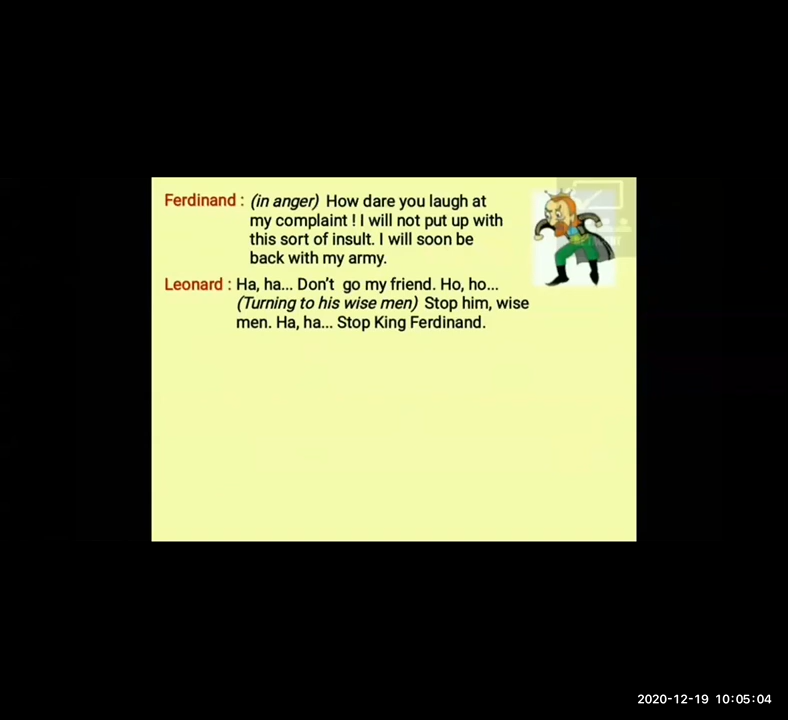 Ferdinand : (in anger) How dare you laugh at
my complaint ! I will not put up with
this sort of insult. I will soon be
back with my army.
Leonard : Ha, ha... Don't go my friend. Ho, ho...
(Turning to his wise men) Stop him, wise
men. Ha, ha... Stop King Ferdinand.
2020-12-19 10:05:04